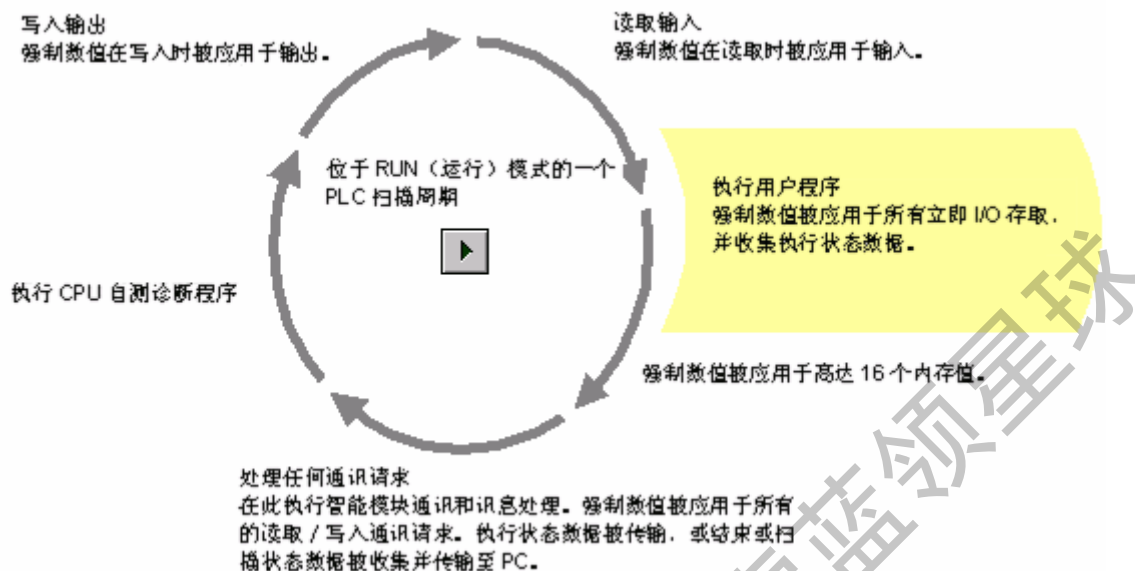 写入输出
强制数值在写入时被应用于输出。
读取输入
强制数值在读取时被应用于输入。
位于 RUN（运行）模式的一个
PLC 扫描周期
执行用户程序
强制数值被应用于所有立即 I/O 存取，
并收集执行状态数据。
执行 CPU 自测诊断程序
强制数值被应用于高达 16 个内存值。
处理任何通讯请求
在此执行智能模块通讯和讯息处理。强制数值被应用于所有
的读取 / 写入通讯请求。执行状态数据被传输，或结束或扫
描状态数据被收集并传输至 PC。
蓝领星球